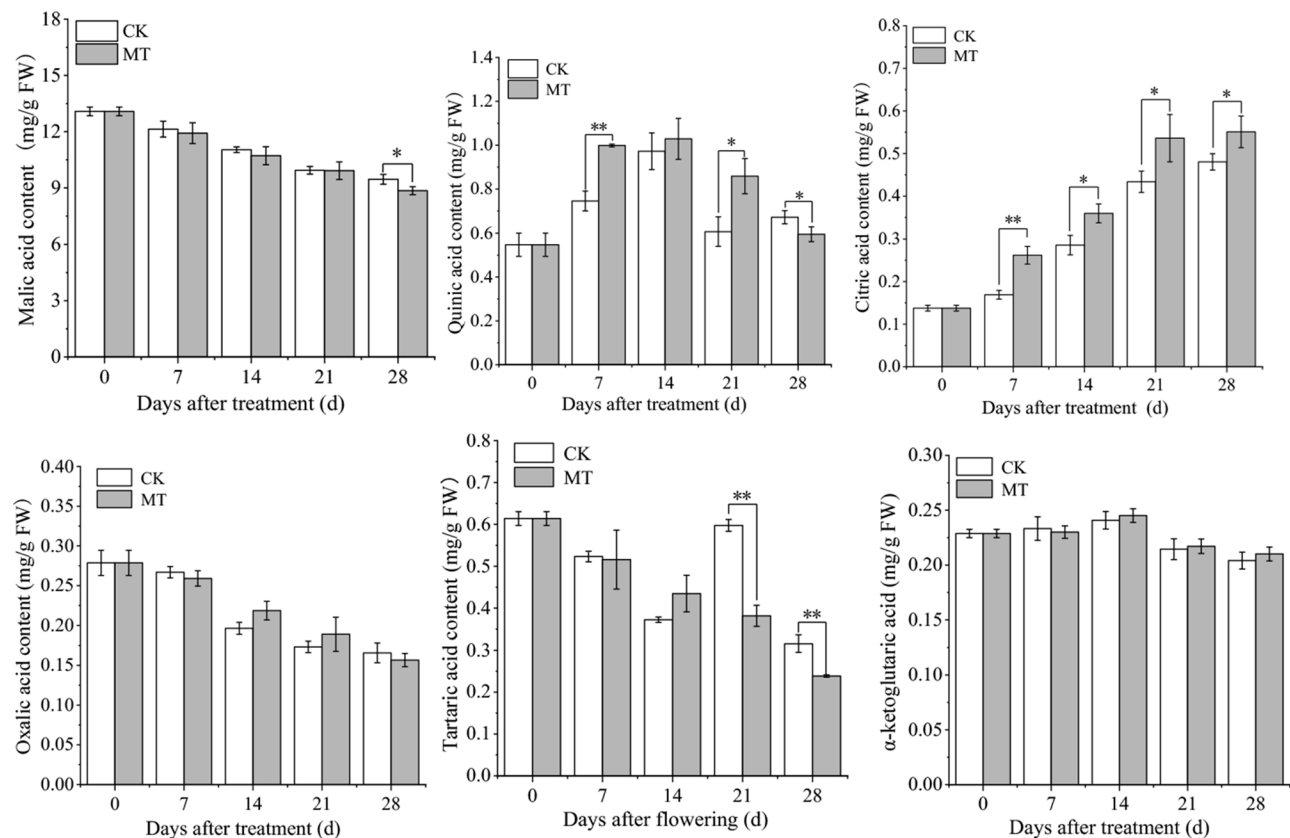 Malic acid content (mg/g FW)
18
15
12
9
6
3
0
CK
MT
*
0 7 14 21 28
Days after treatment (d)
Quinic acid content (mg/g FW)
1.4
1.2
1.0
0.8
0.6
0.4
0.2
0.0
CK
MT
**
*
*
0 7 14 21 28
Days after treatment (d)
Citric acid content (mg/g FW)
0.8
0.7
0.6
0.5
0.4
0.3
0.2
0.1
0.0
CK
MT
**
*
*
*
0 7 14 21 28
Days after treatment (d)
Oxalic acid content (mg/g FW)
0.40
0.35
0.30
0.25
0.20
0.15
0.10
0.05
0.00
CK
MT
0 7 14 21 28
Days after treatment (d)
Tartaric acid content (mg/g FW)
0.8
0.7
0.6
0.5
0.4
0.3
0.2
0.1
0.0
CK
MT
**
**
0 7 14 21 28
Days after flowering (d)
α-ketoglutaric acid (mg/g FW)
0.30
0.25
0.20
0.15
0.10
0.05
0.00
CK
MT
0 7 14 21 28
Days after treatment (d)